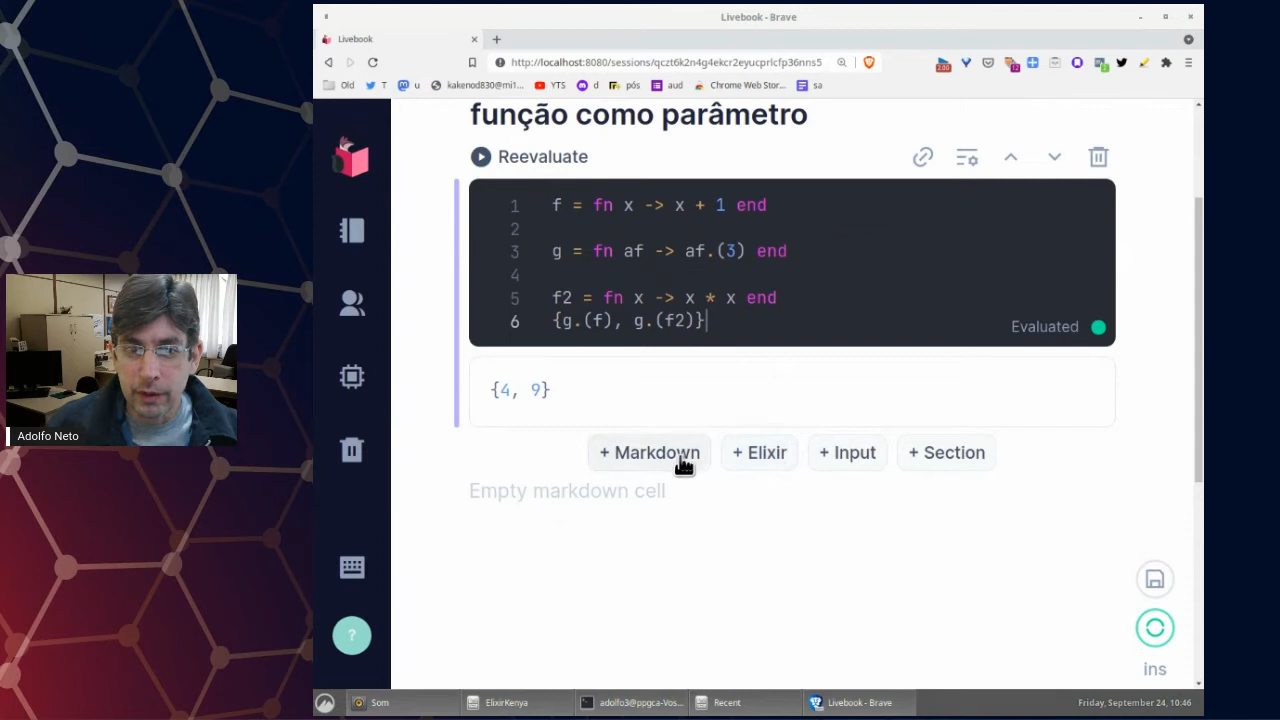 Livebook - Brave
Livebook
http://localhost:8080/sessions/qczt6k2n4g4ekcr2eyucprlcfp36nns5
Old
T
u
kakenod830@mi1...
YTS
d
pós
aud
Chrome Web Stor...
sa
função como parâmetro
Reevaluate
1 f = fn x -> x + 1 end
2
3 g = fn af -> af.(3) end
4
5 f2 = fn x -> x * x end
6 {g.(f), g.(f2)}
Evaluated
{4, 9}
+ Markdown
+ Elixir
+ Input
+ Section
Empty markdown cell
Adolfo Neto
?
ins
Som
ElixirKenya
adolfo3@ppgca-Vos...
Recent
Livebook - Brave
Friday, September 24, 10:46